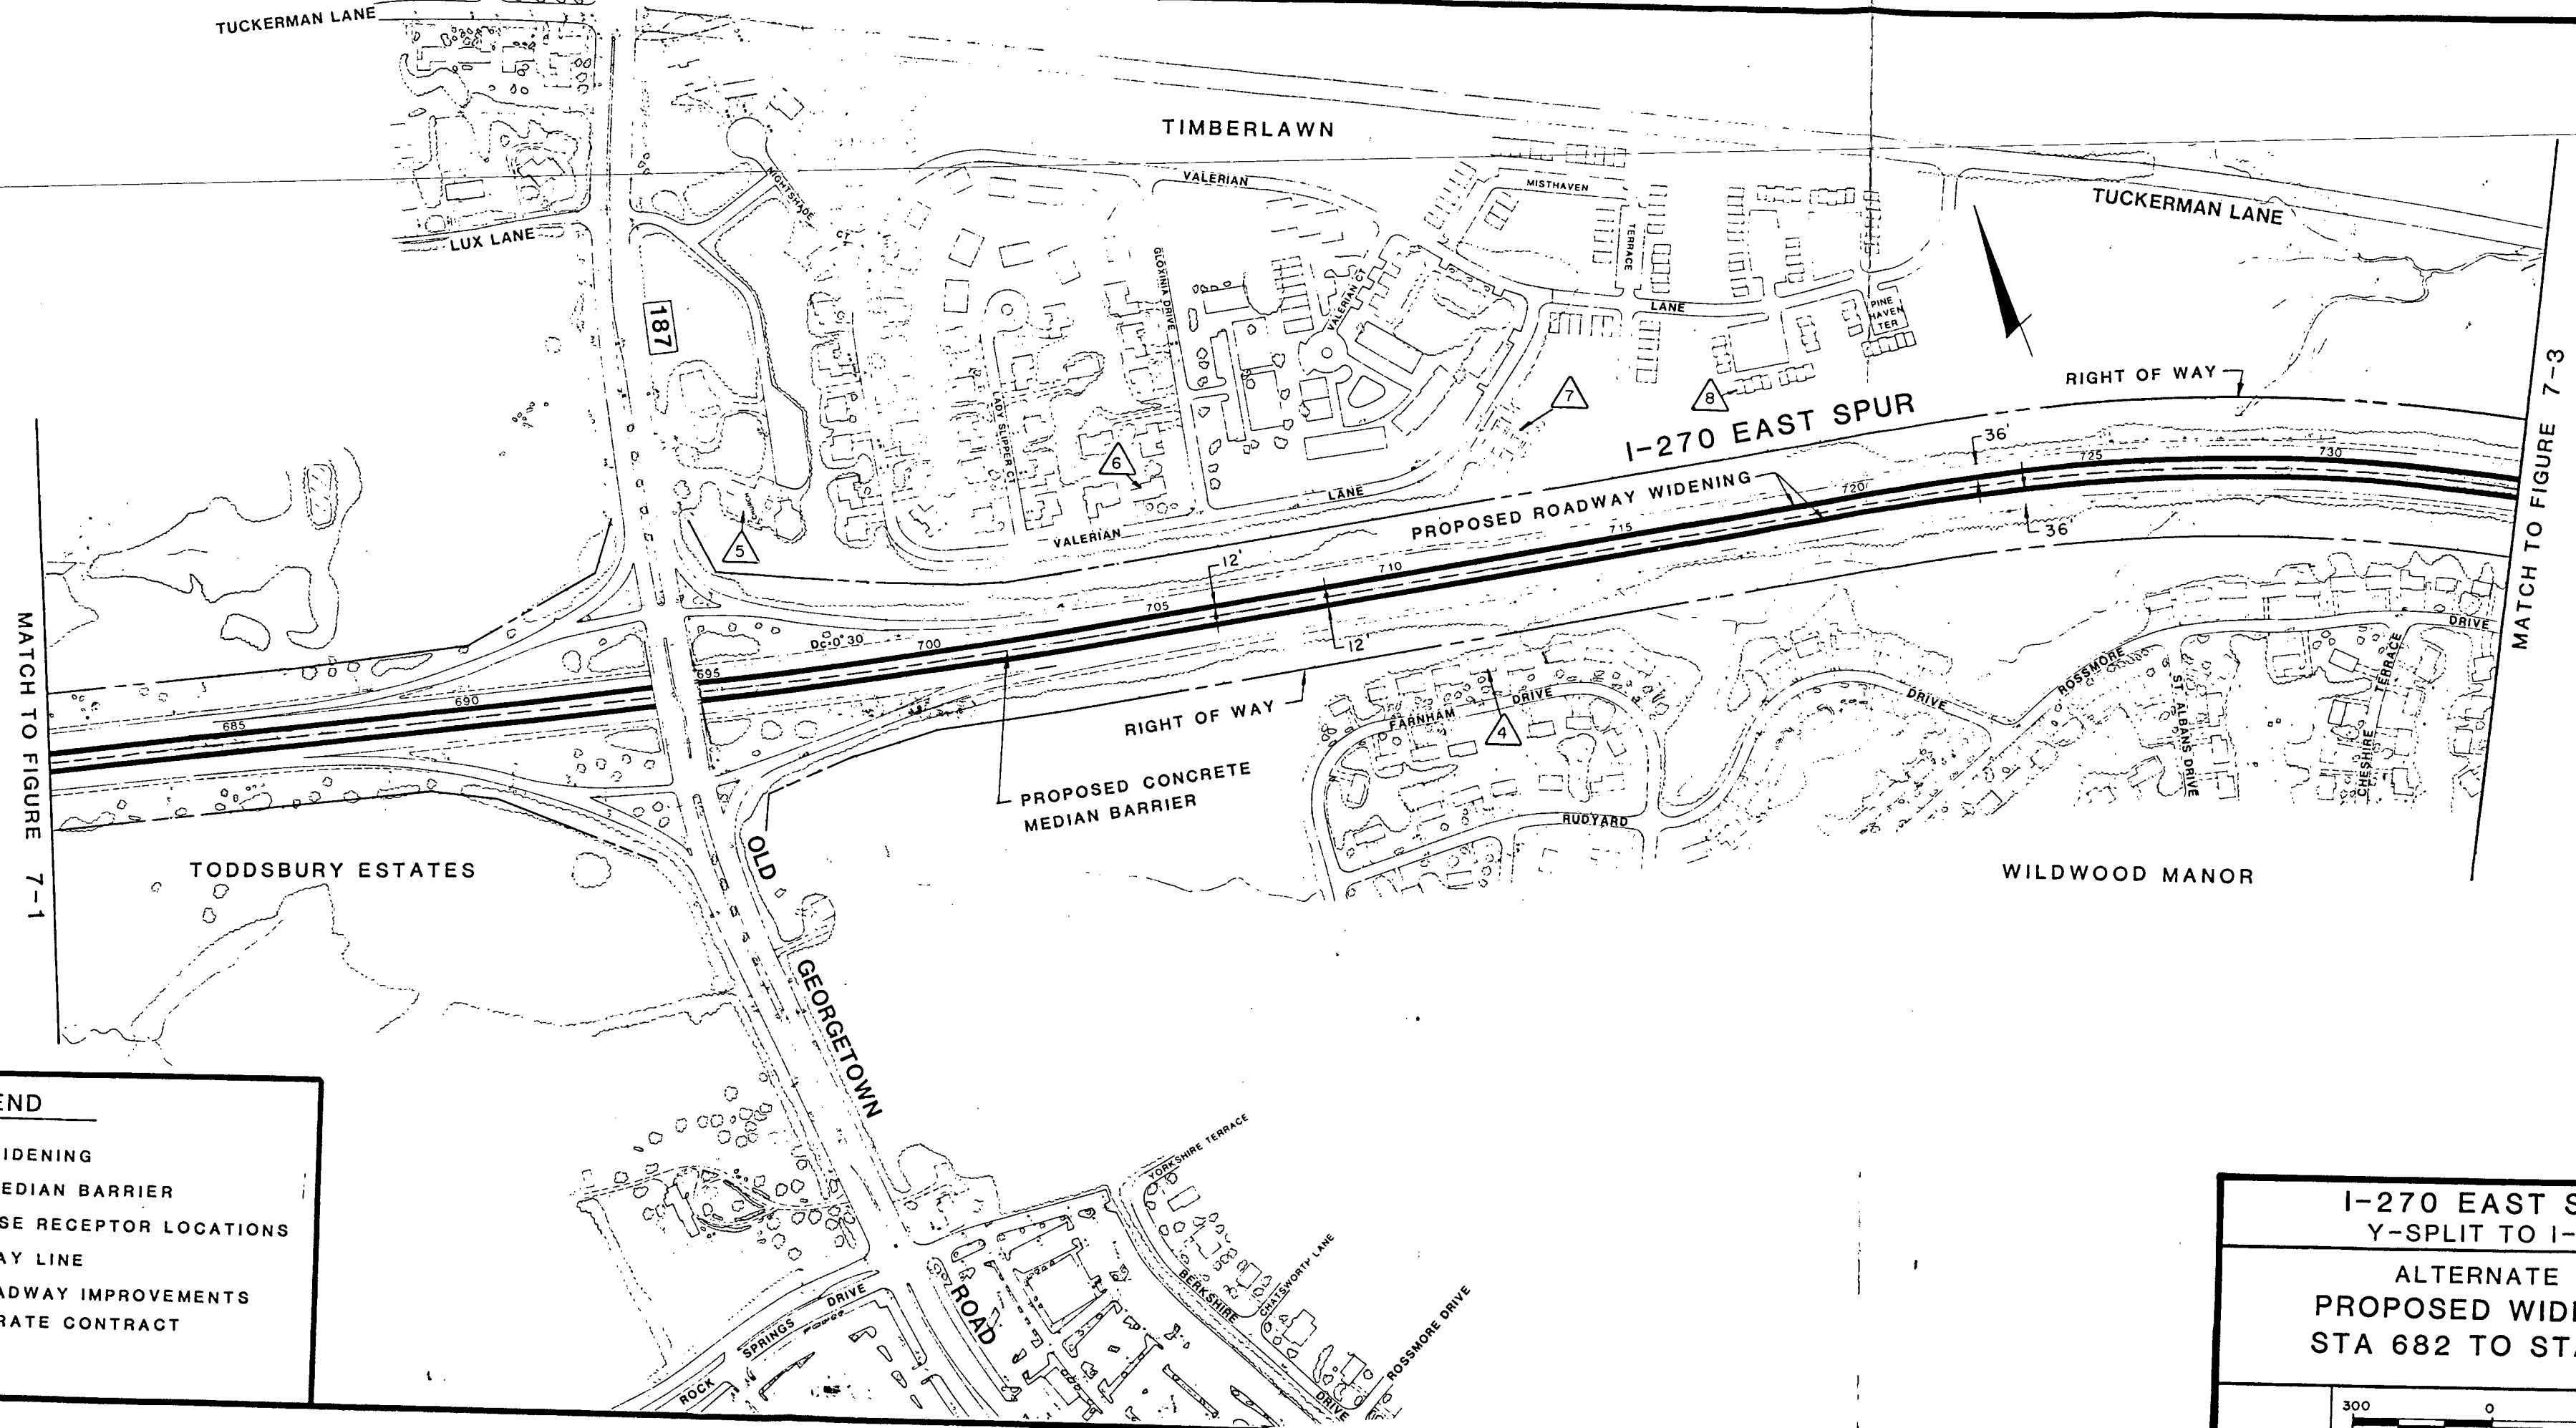 TUCKERMAN LANE
TIMBERLAWN
VALERIAN
MISTHAVEN
TUCKERMAN LANE
NIGHTSHADE
CT
LUX LANE
GLOXINIA DRIVE
TERRACE
VALERIAN CT
LANE
PINE
HAVEN
TER
187
7
8
RIGHT OF WAY
I-270 EAST SPUR
LADY SLIPPER CT
6
36'
725
730
LANE
PROPOSED ROADWAY WIDENING
720
5
VALERIAN
715
36'
12'
710
705
12'
Dc=0°30'
700
695
690
685
MATCH TO FIGURE 7-1
MATCH TO FIGURE 7-3
RIGHT OF WAY
FARNHAM
DRIVE
4
DRIVE
ROSSMORE
DRIVE
ST. ALBANS DRIVE
TERRACE
CHESHIRE
PROPOSED CONCRETE
MEDIAN BARRIER
RUDYARD
TODDSBURY ESTATES
WILDWOOD MANOR
OLD
GEORGETOWN
ROAD
YORKSHIRE TERRACE
CHATSWORTH LANE
BERKSHIRE
DRIVE
ROSSMORE DRIVE
ROCK
SPRINGS
DRIVE
END
IDENING
EDIAN BARRIER
SE RECEPTOR LOCATIONS
AY LINE
ADWAY IMPROVEMENTS
RATE CONTRACT
I-270 EAST S
Y-SPLIT TO I-
ALTERNATE
PROPOSED WIDE
STA 682 TO STA
300
0